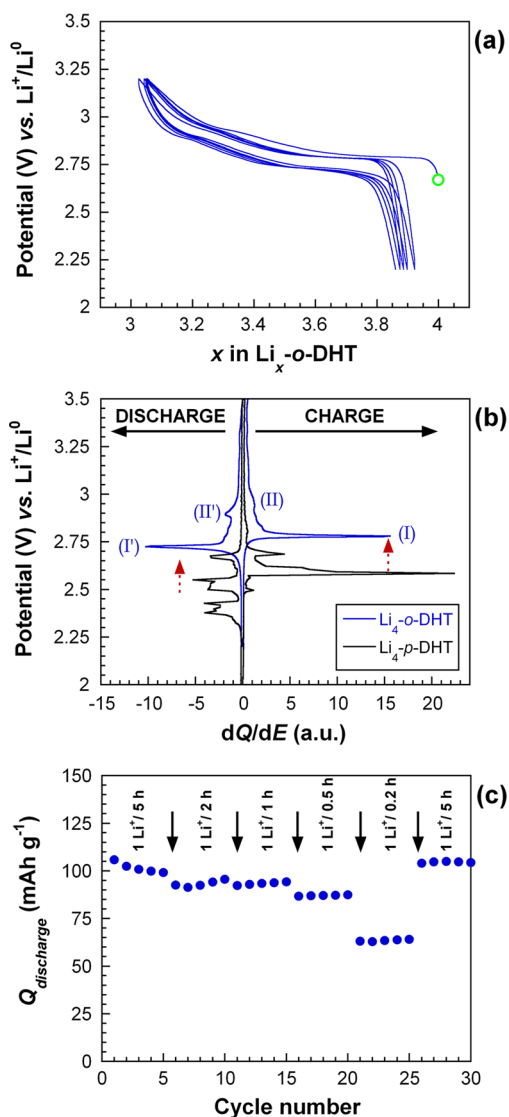 (a)
Potential (V) vs. Li⁺/Li⁰
3.5
3.25
3
2.75
2.5
2.25
2
3 3.2 3.4 3.6 3.8 4
x in Liₓ-o-DHT
(b)
Potential (V) vs. Li⁺/Li⁰
3.5
3.25
3
2.75
2.5
2.25
2
DISCHARGE CHARGE
(II') (II)
(I') (I)
Li₄-o-DHT
Li₄-p-DHT
-15 -10 -5 0 5 10 15 20
dQ/dE (a.u.)
(c)
Q discharge (mAh g⁻¹)
150
125
100
75
50
25
0
1 Li⁺/ 5 h
1 Li⁺/ 2 h
1 Li⁺/ 1 h
1 Li⁺/ 0.5 h
1 Li⁺/ 0.2 h
1 Li⁺/ 5 h
0 5 10 15 20 25 30
Cycle number